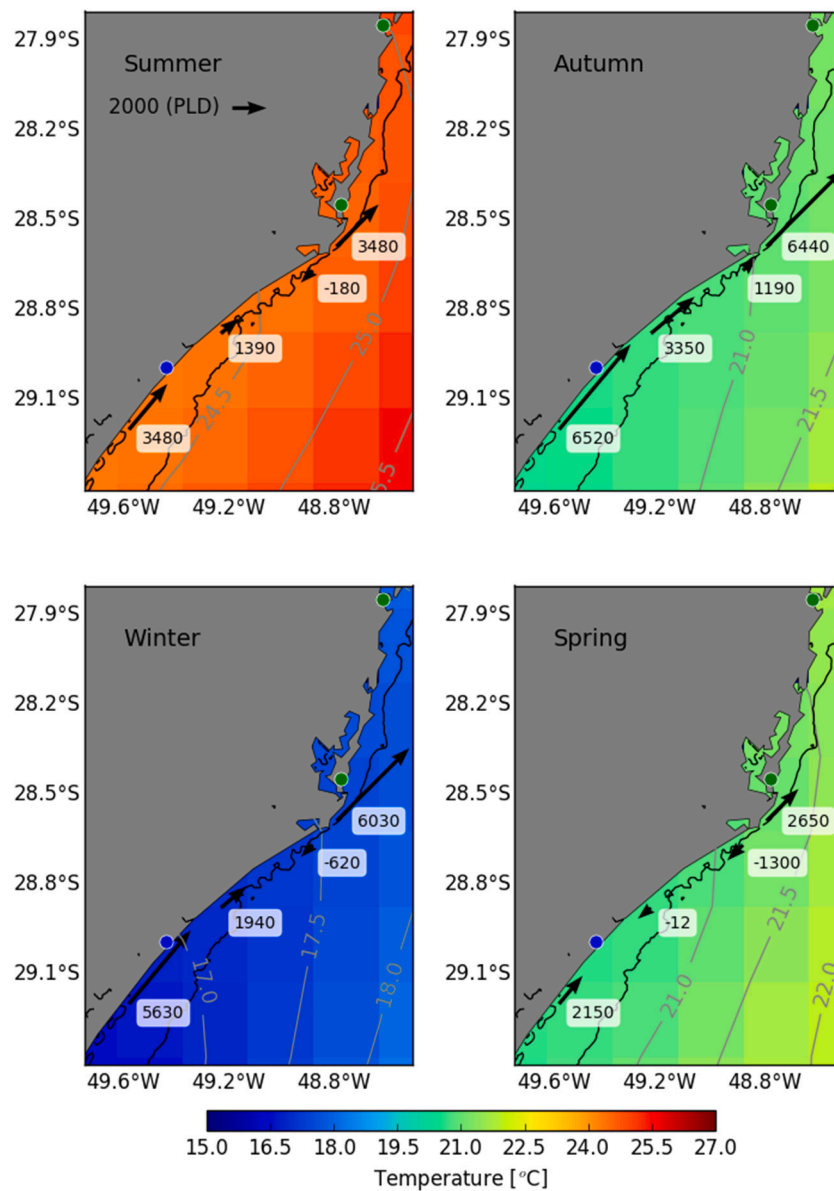 Summer
2000 (PLD)
27.9°S
28.2°S
28.5°S
28.8°S
29.1°S
3480
-180
1390
3480
24.5
25.0
5.5
49.6°W 49.2°W 48.8°W
Autumn
27.9°S
28.2°S
28.5°S
28.8°S
29.1°S
6440
1190
3350
6520
21.0
21.5
49.6°W 49.2°W 48.8°W
Winter
27.9°S
28.2°S
28.5°S
28.8°S
29.1°S
6030
-620
1940
5630
17.0
17.5
18.0
49.6°W 49.2°W 48.8°W
Spring
27.9°S
28.2°S
28.5°S
28.8°S
29.1°S
2650
-1300
-12
2150
21.0
21.5
22.0
49.6°W 49.2°W 48.8°W
15.0 16.5 18.0 19.5 21.0 22.5 24.0 25.5 27.0
Temperature [°C]